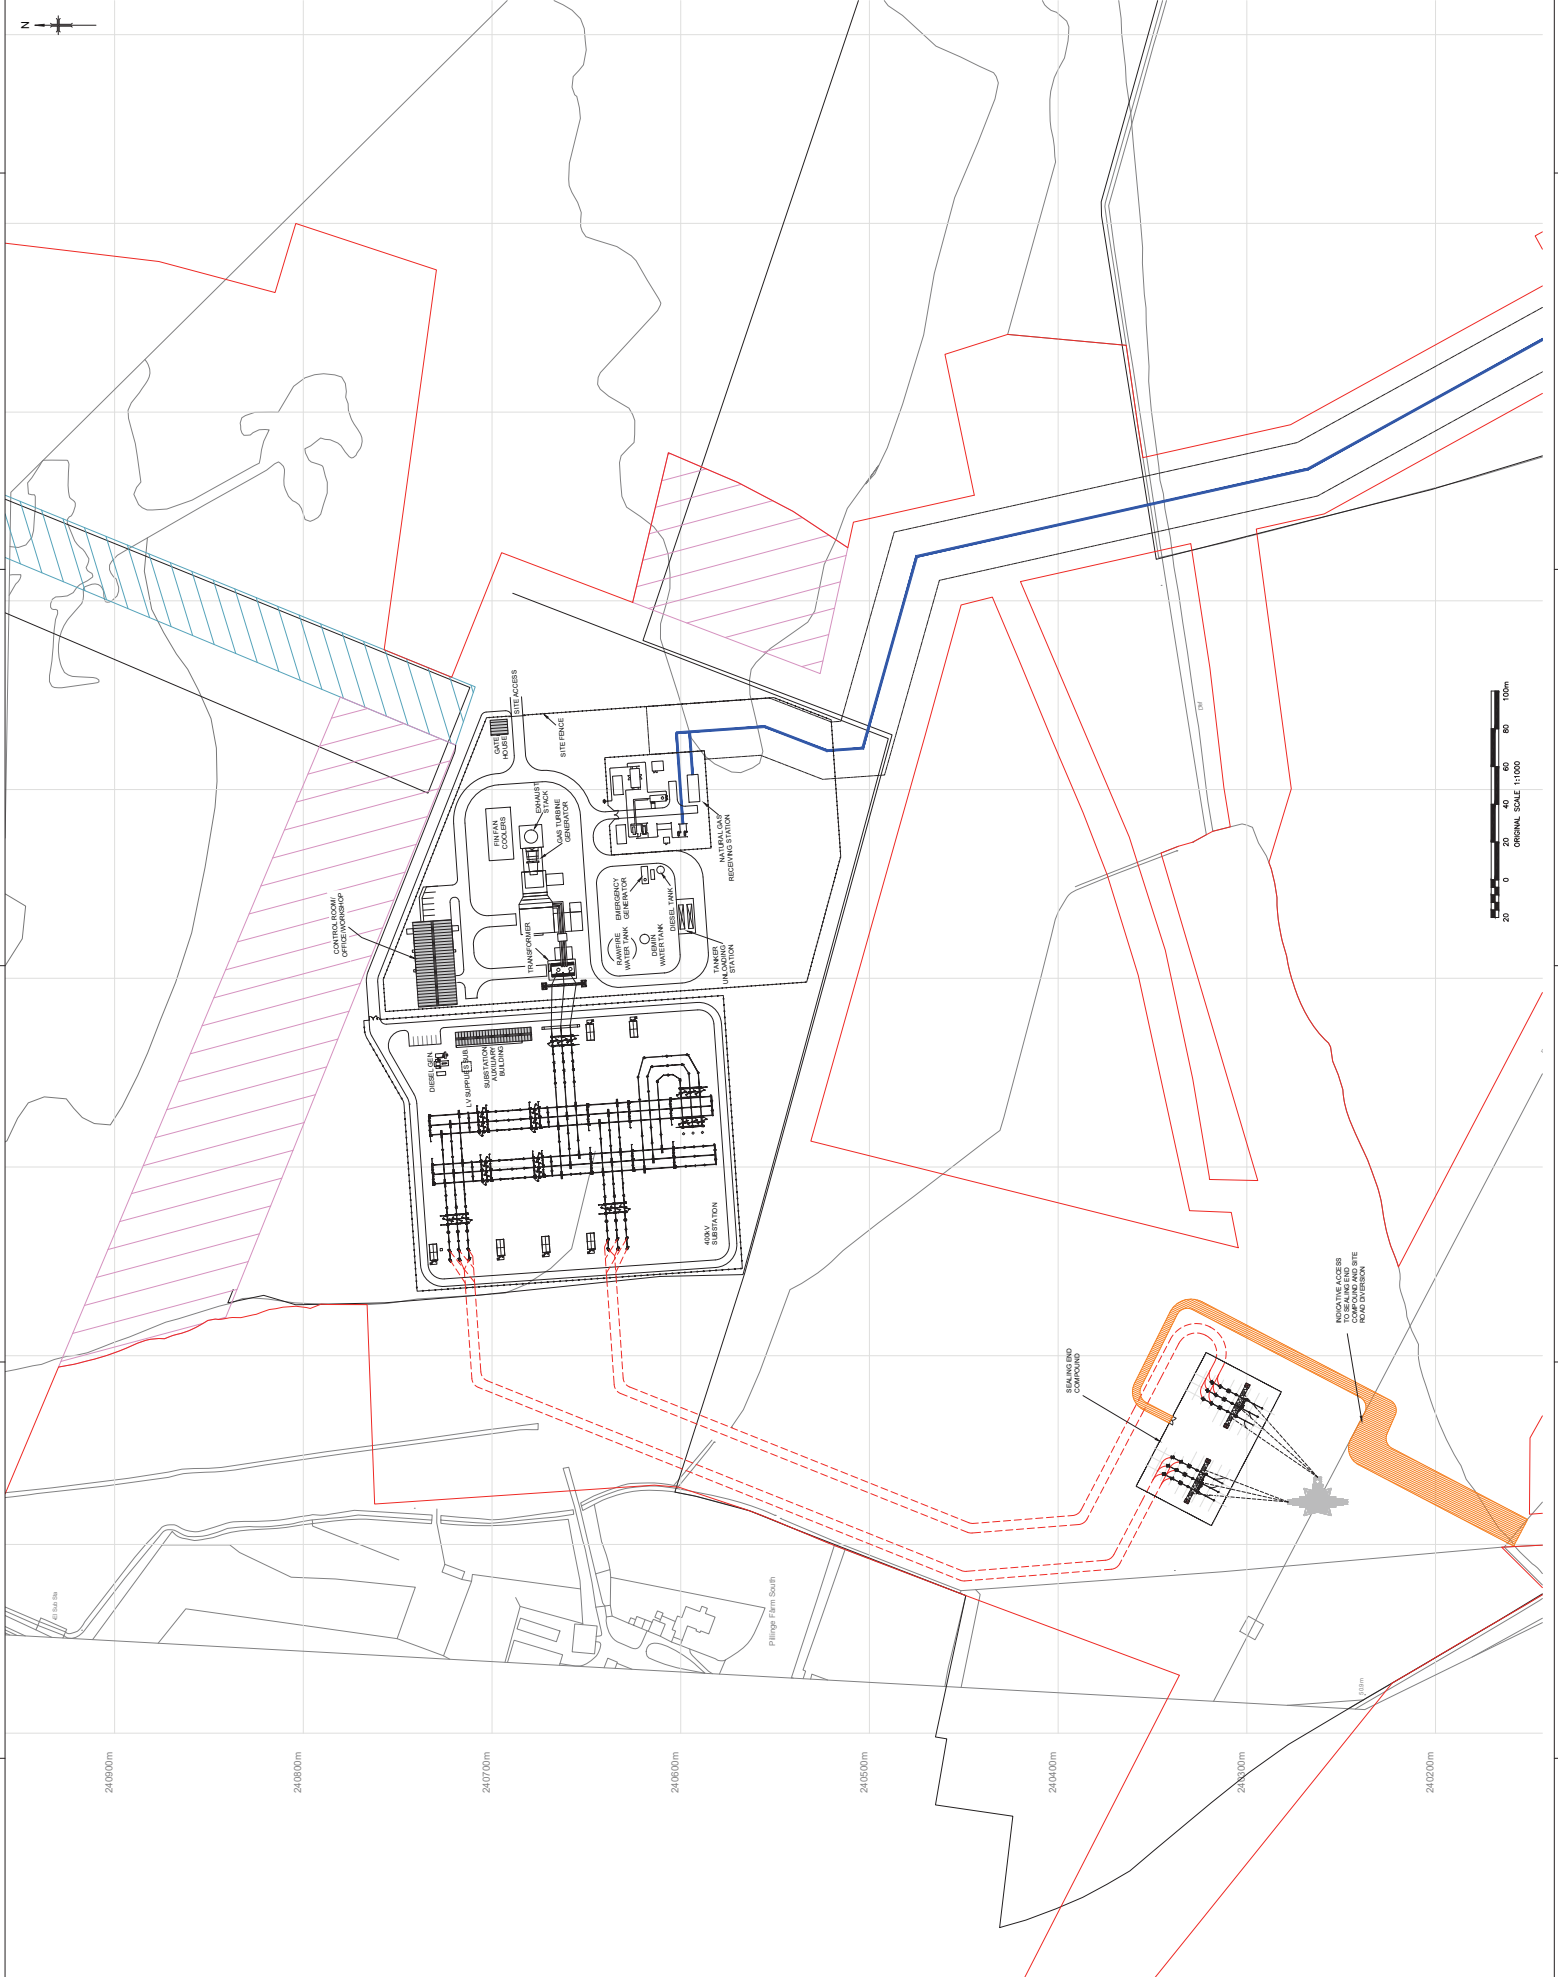 N
El Sub Sta
Pillinge Farm South
CONTROL ROOM/
OFFICE/WORKSHOP
GATE
HOUSE
SITE ACCESS
SITE FENCE
FIN FAN
COOLERS
EXHAUST
STACK
GAS TURBINE
GENERATOR
TRANSFORMER
RAW/FIRE
WATER TANK
EMERGENCY
GENERATOR
DEMIN
WATER TANK
DIESEL TANK
TANKER
UNLOADING
STATION
NATURAL GAS
RECEIVING STATION
DIESEL GEN.
LV SUPPLIES SUB
SUBSTATION
AUXILIARY
BUILDING
400kV
SUBSTATION
SEALING END
COMPOUND
INDICATIVE ACCESS
TO SEALING END
COMPOUND AND SITE
ROAD DIVERSION
240900m
240800m
240700m
240600m
240500m
240400m
240300m
240200m
20 0 20 40 60 80 100m
ORIGINAL SCALE 1:1000